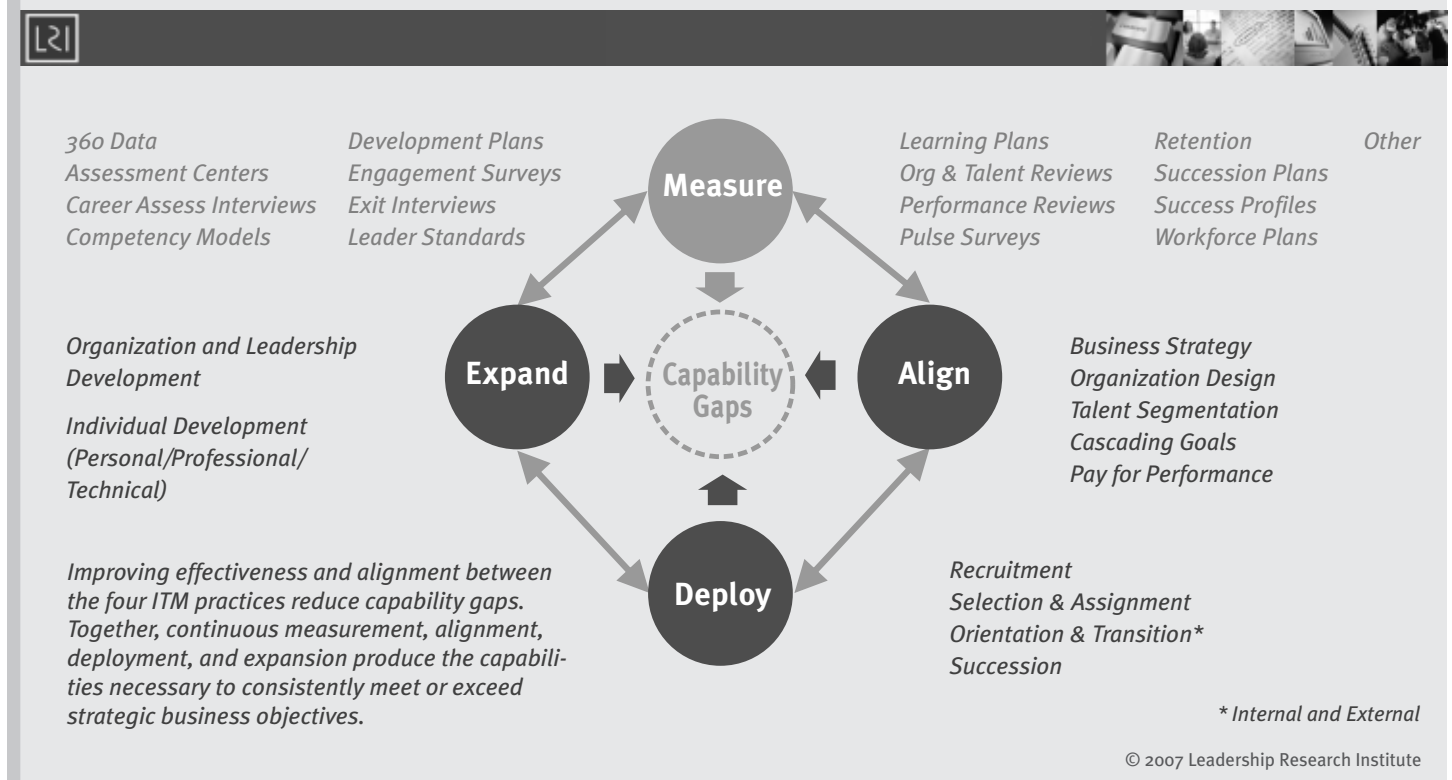 LRI
360 Data
Assessment Centers
Career Assess Interviews
Competency Models
Development Plans
Engagement Surveys
Exit Interviews
Leader Standards
Measure
Learning Plans
Org & Talent Reviews
Performance Reviews
Pulse Surveys
Retention
Succession Plans
Success Profiles
Workforce Plans
Other
Organization and Leadership
Development
Individual Development
(Personal/Professional/
Technical)
Expand
Capability
Gaps
Align
Business Strategy
Organization Design
Talent Segmentation
Cascading Goals
Pay for Performance
Improving effectiveness and alignment between
the four ITM practices reduce capability gaps.
Together, continuous measurement, alignment,
deployment, and expansion produce the capabili-
ties necessary to consistently meet or exceed
strategic business objectives.
Deploy
Recruitment
Selection & Assignment
Orientation & Transition*
Succession
* Internal and External
© 2007 Leadership Research Institute